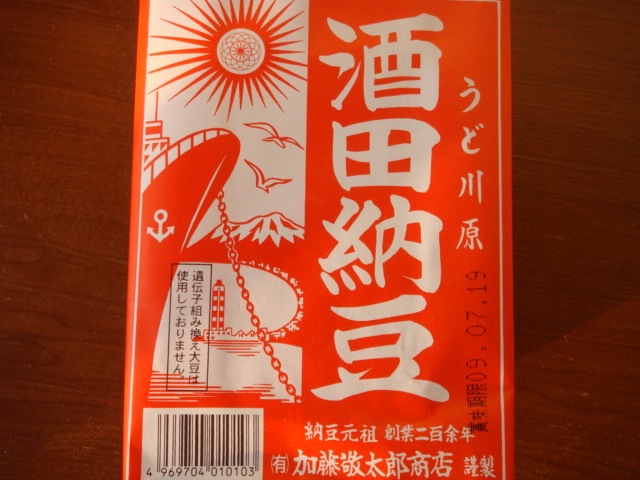 うど川原
酒田納豆
賞味期限09.07.19
遺伝子組み換え大豆は
使用しておりません。
納豆元祖 創業二百余年
(有)加藤敬太郎商店 謹製
4 969704 010103